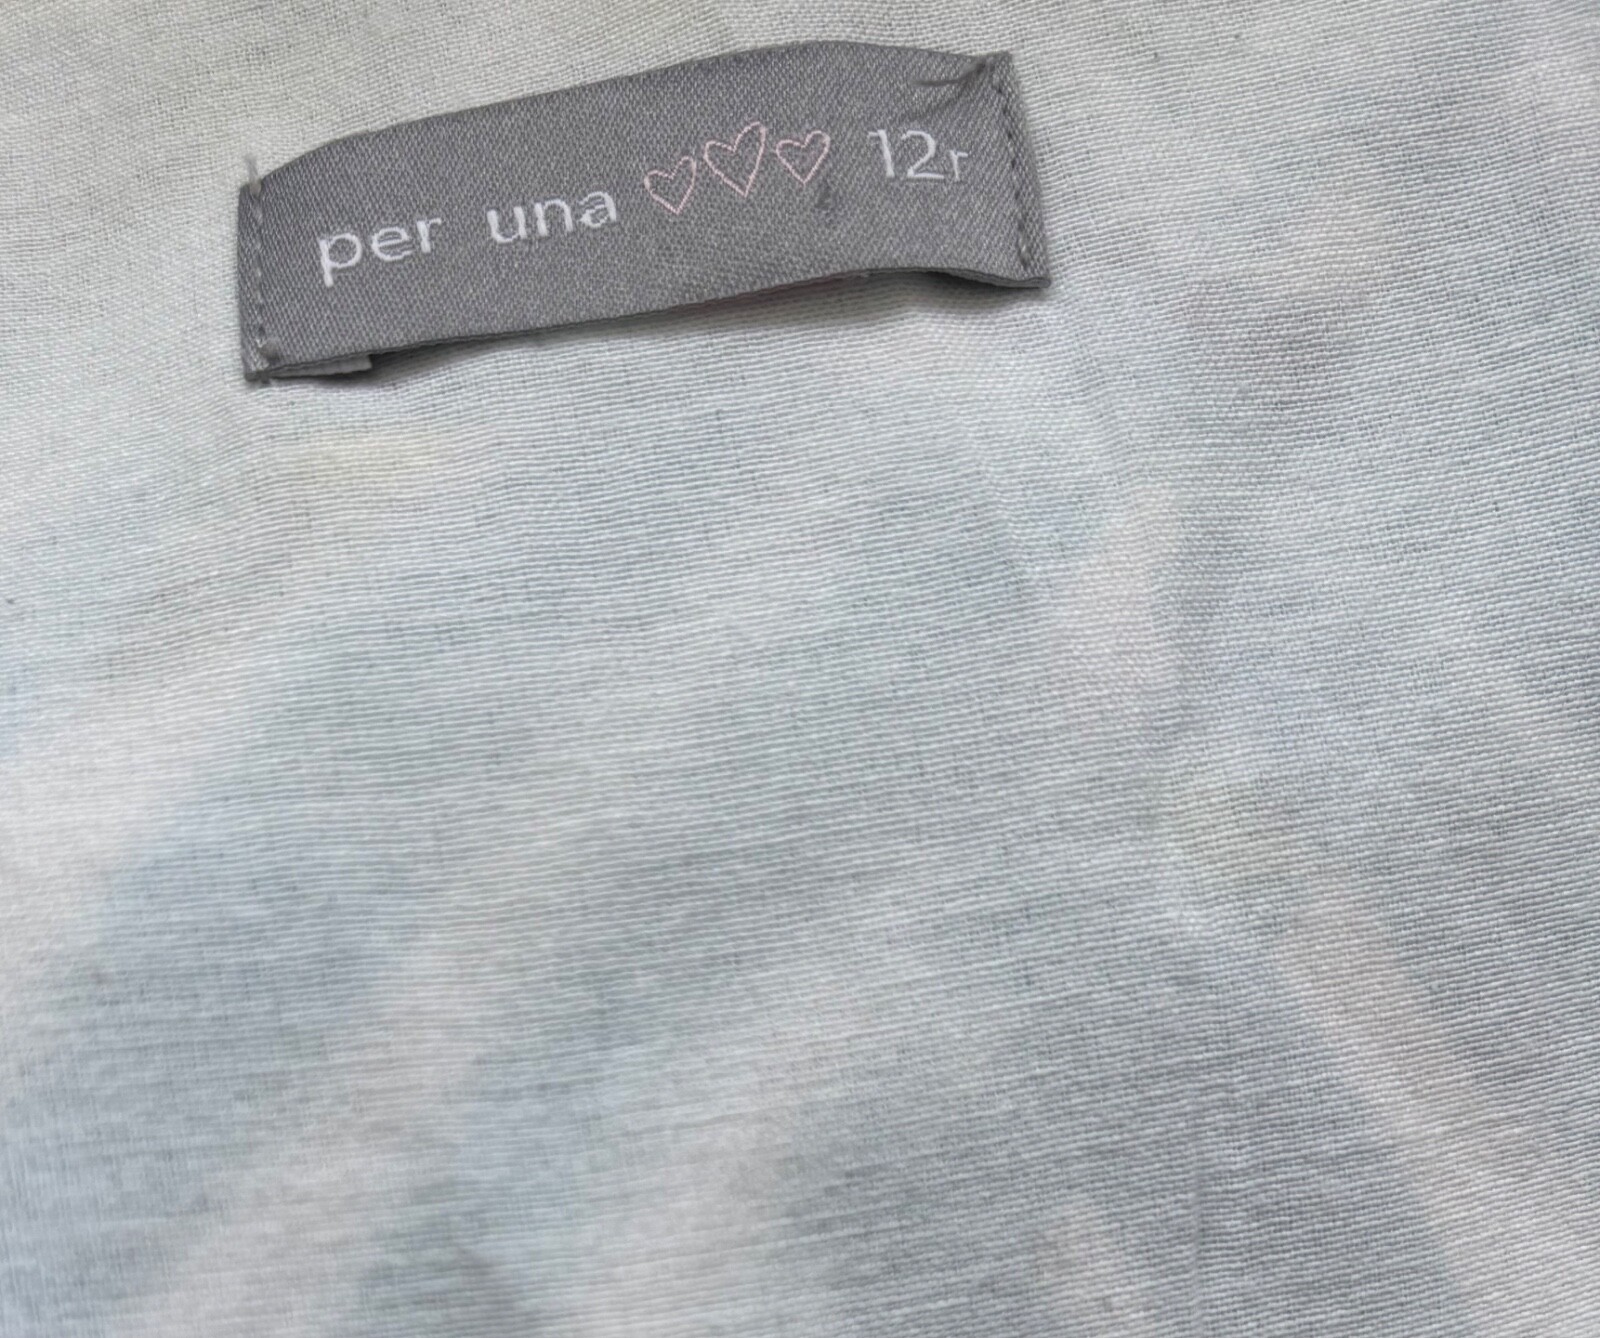 per una ♡♡♡ 12r